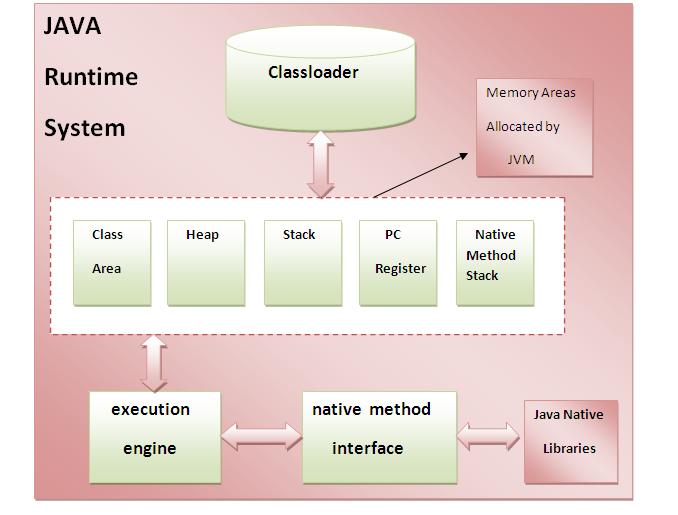 JAVA
Runtime
System
Classloader
Memory Areas
Allocated by
JVM
Class
Area
Heap
Stack
PC
Register
Native
Method
Stack
execution
engine
native method
interface
Java Native
Libraries